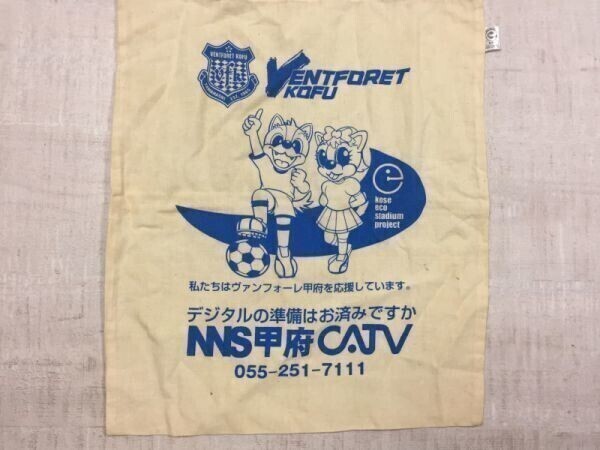 VENTFORET KOFU
VENTFORET
KOFU
e
kose
eco
stadium
project
私たちはヴァンフォーレ甲府を応援しています。
デジタルの準備はお済みですか
NNS甲府CATV
055-251-7111